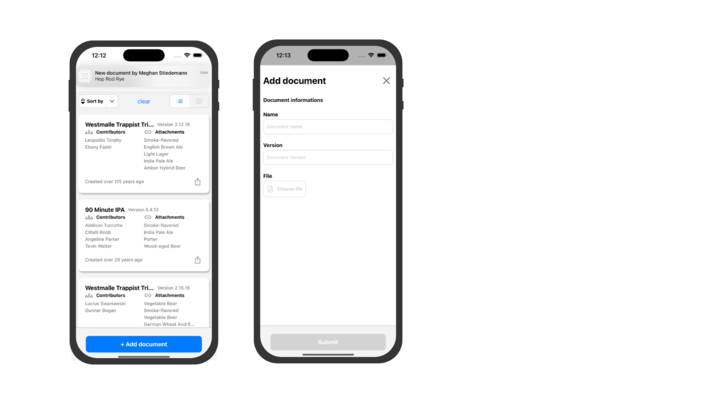 12:12
New document by Meghan Stiedemann
now
Hop Rod Rye
Sort by
clear
Westmalle Trappist Tri... Version 2.12.16
Contributors Attachments
Leopoldo Torphy Smoke-flavored
Ebony Fadel English Brown Ale
Light Lager
India Pale Ale
Amber Hybrid Beer
Created over 115 years ago
90 Minute IPA Version 5.4.12
Contributors Attachments
Addison Turcotte Smoke-flavored
Citlalli Roob India Pale Ale
Angelina Parker Porter
Tevin Walter Wood-aged Beer
Created over 29 years ago
Westmalle Trappist Tri... Version 2.15.16
Contributors Attachments
Lucius Swaniawski Vegetable Beer
Gunnar Bogan Smoke-flavored
Vegetable Beer
German Wheat And R...
+ Add document
12:13
Add document
Document informations
Name
Document name
Version
Document Version
File
Choose file
Submit